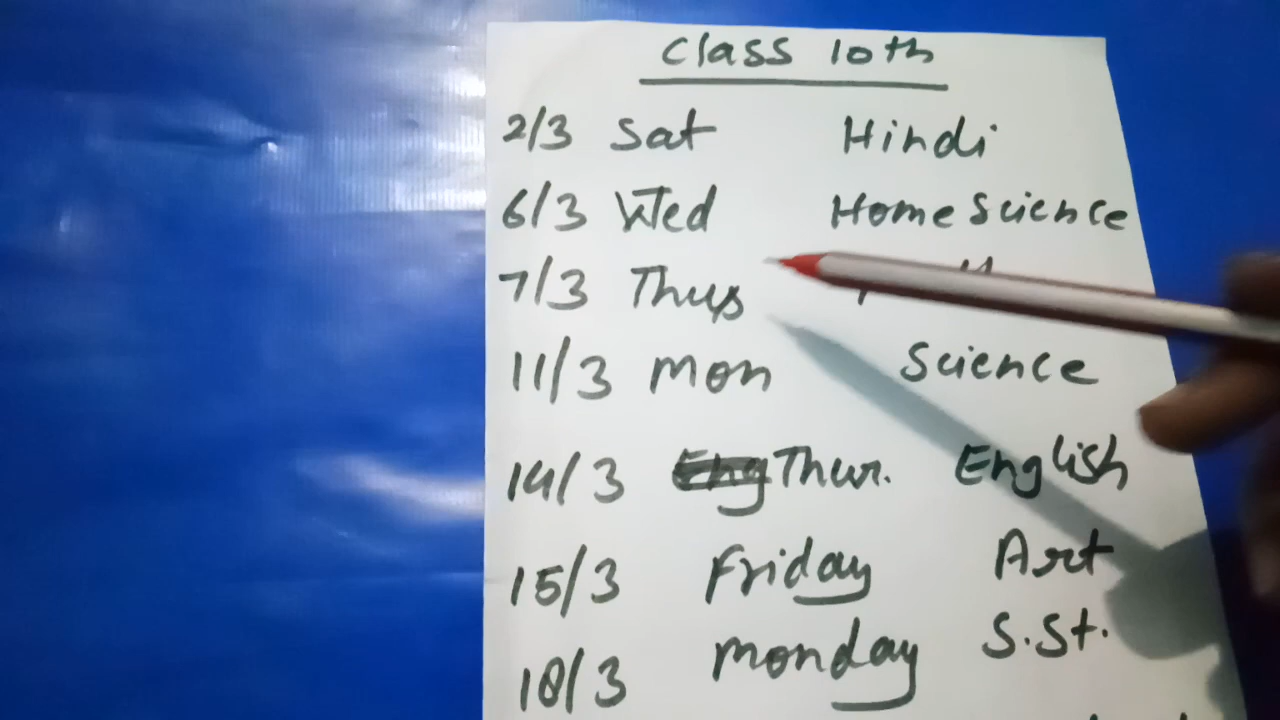 Class 10th
2/3 Sat Hindi
6/3 Wed Home Science
7/3 Thus
11/3 Mon Science
14/3 Thur. English
15/3 Friday Art
18/3 Monday S.St.